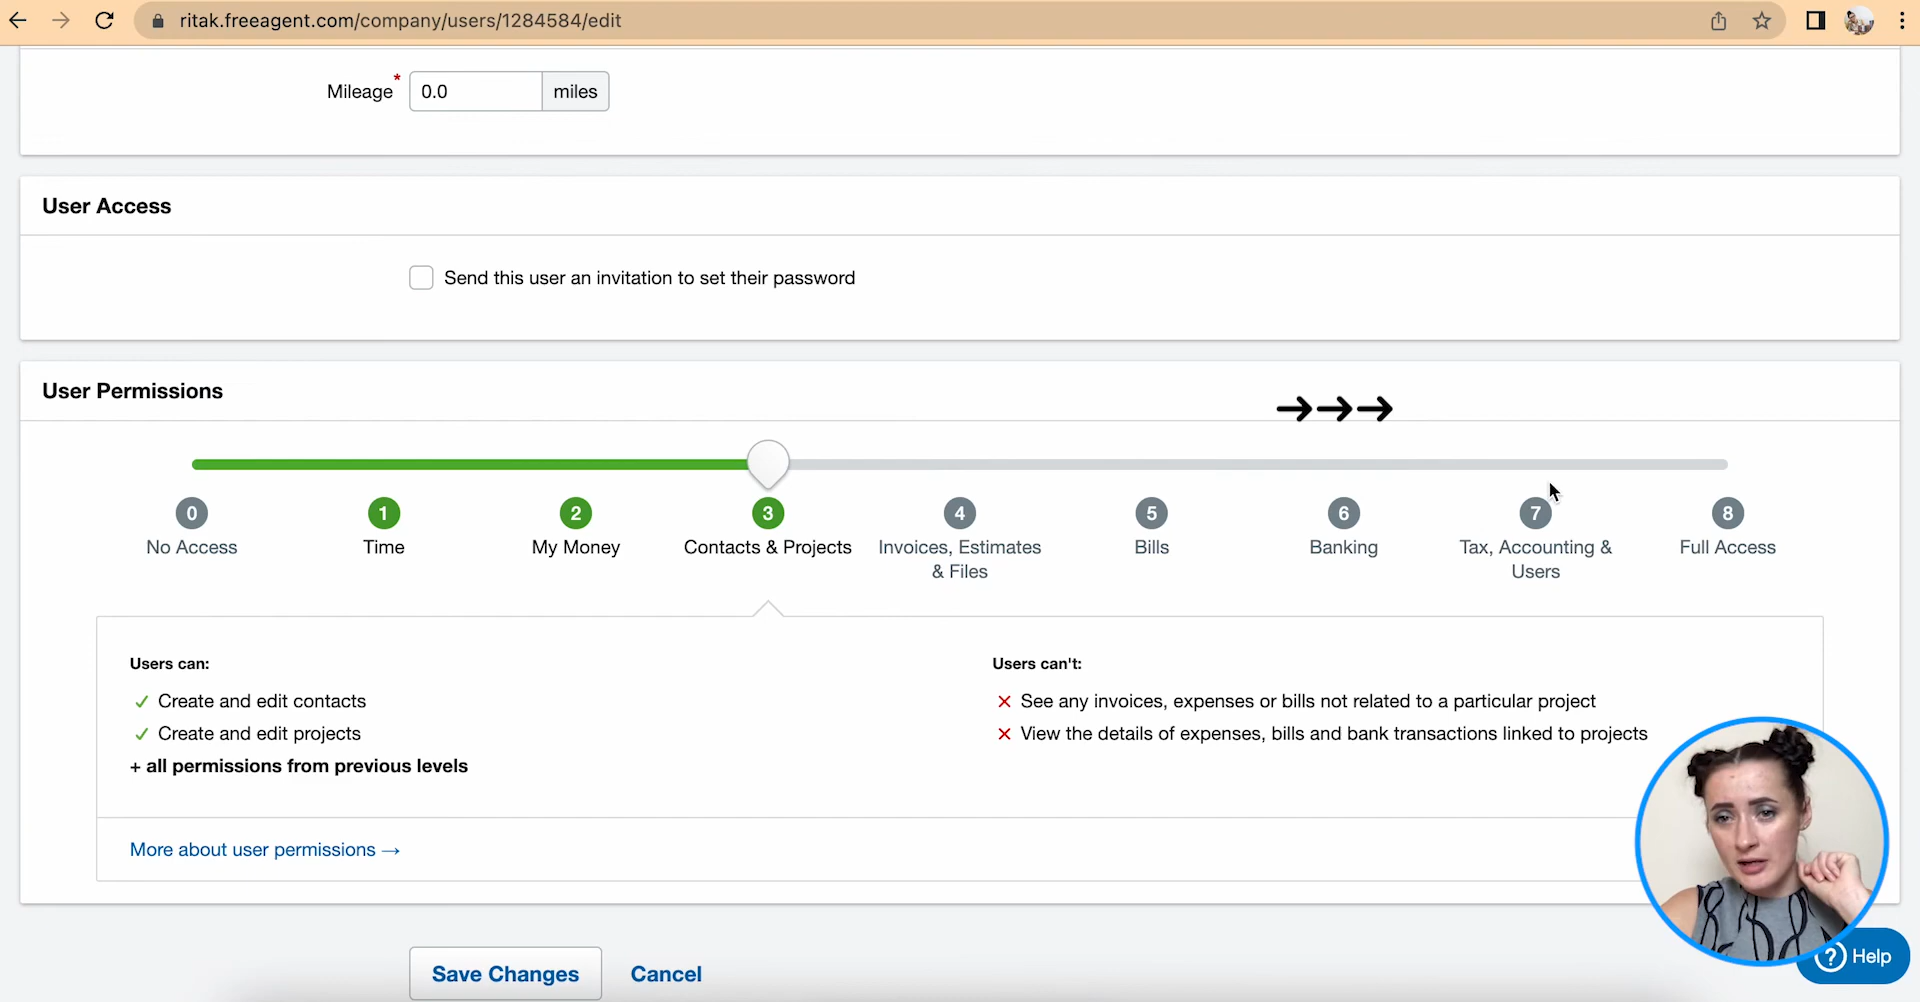 ritak.freeagent.com/company/users/1284584/edit
Mileage * 0.0 miles
User Access
Send this user an invitation to set their password
User Permissions
0 1 2 3 4 5 6 7 8
No Access Time My Money Contacts & Projects Invoices, Estimates Bills Banking Tax, Accounting & Full Access
& Files Users
Users can: Users can't:
Create and edit contacts See any invoices, expenses or bills not related to a particular project
Create and edit projects View the details of expenses, bills and bank transactions linked to projects
+ all permissions from previous levels
More about user permissions →
Save Changes Cancel
? Help